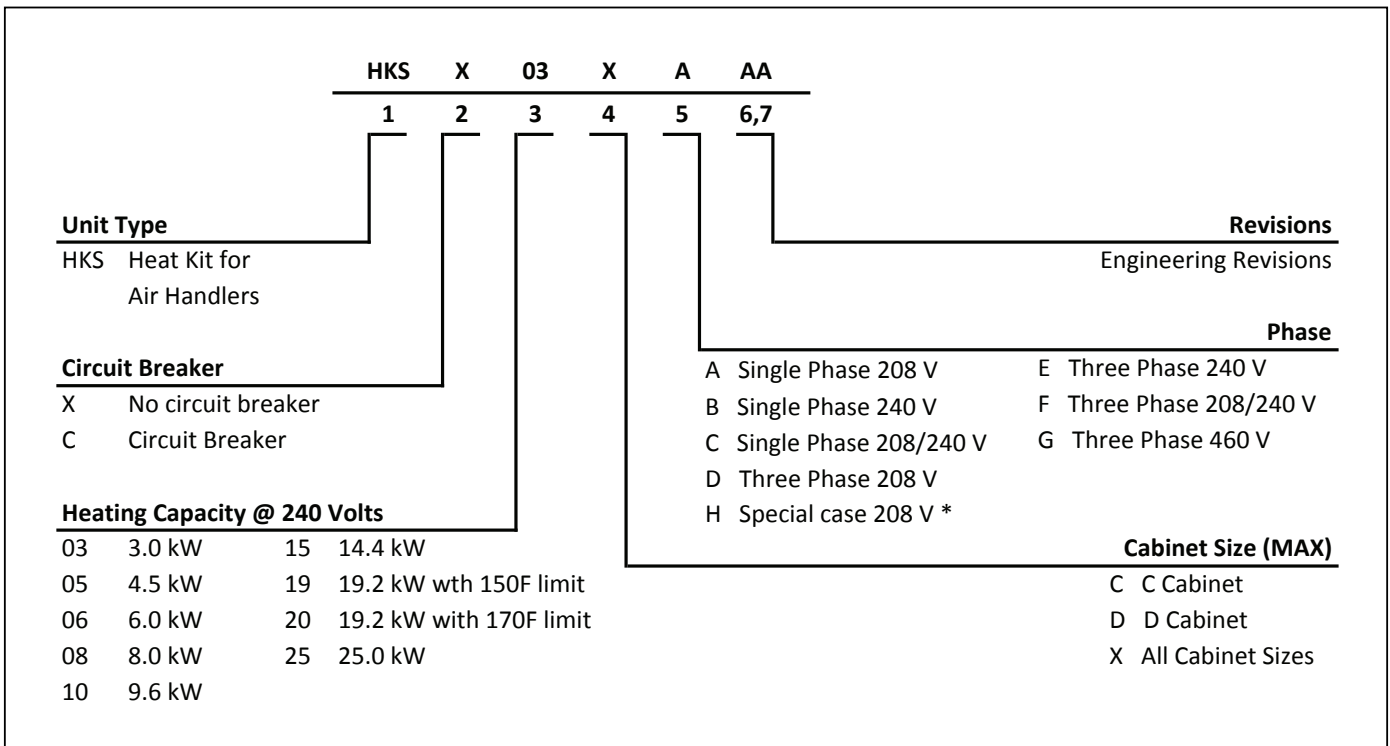 HKS X 03 X A AA
1 2 3 4 5 6,7
Unit Type
HKS Heat Kit for
Air Handlers
Circuit Breaker
X No circuit breaker
C Circuit Breaker
Heating Capacity @ 240 Volts
03 3.0 kW 15 14.4 kW
05 4.5 kW 19 19.2 kW wth 150F limit
06 6.0 kW 20 19.2 kW with 170F limit
08 8.0 kW 25 25.0 kW
10 9.6 kW
Revisions
Engineering Revisions
Phase
A Single Phase 208 V E Three Phase 240 V
B Single Phase 240 V F Three Phase 208/240 V
C Single Phase 208/240 V G Three Phase 460 V
D Three Phase 208 V
H Special case 208 V *
Cabinet Size (MAX)
C C Cabinet
D D Cabinet
X All Cabinet Sizes